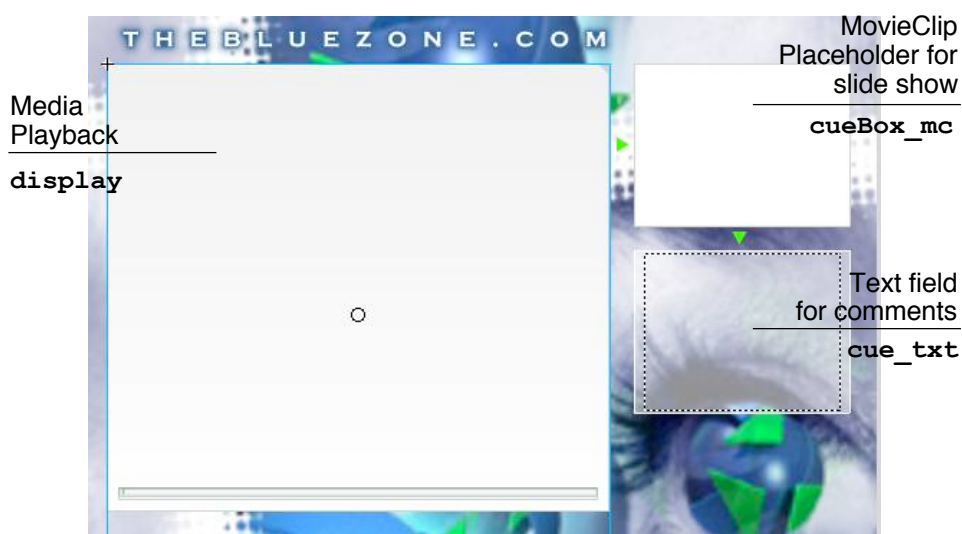 THEBLUEZONE.COM
Media
Playback
display
MovieClip
Placeholder for
slide show
cueBox_mc
Text field
for comments
cue_txt